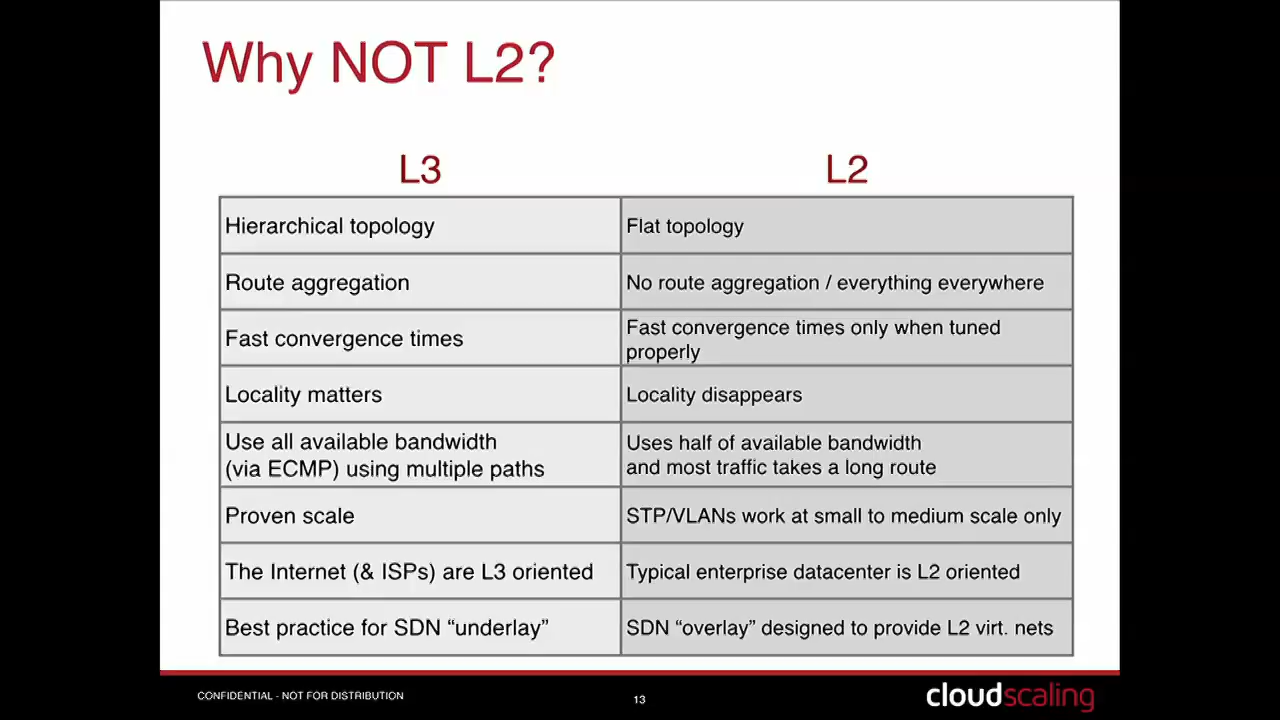 Why NOT L2?
L3
L2
Hierarchical topology
Flat topology
Route aggregation
No route aggregation / everything everywhere
Fast convergence times
Fast convergence times only when tuned
properly
Locality matters
Locality disappears
Use all available bandwidth
(via ECMP) using multiple paths
Uses half of available bandwidth
and most traffic takes a long route
Proven scale
STP/VLANs work at small to medium scale only
The Internet (& ISPs) are L3 oriented
Typical enterprise datacenter is L2 oriented
Best practice for SDN “underlay”
SDN “overlay” designed to provide L2 virt. nets
CONFIDENTIAL - NOT FOR DISTRIBUTION
13
cloudscaling